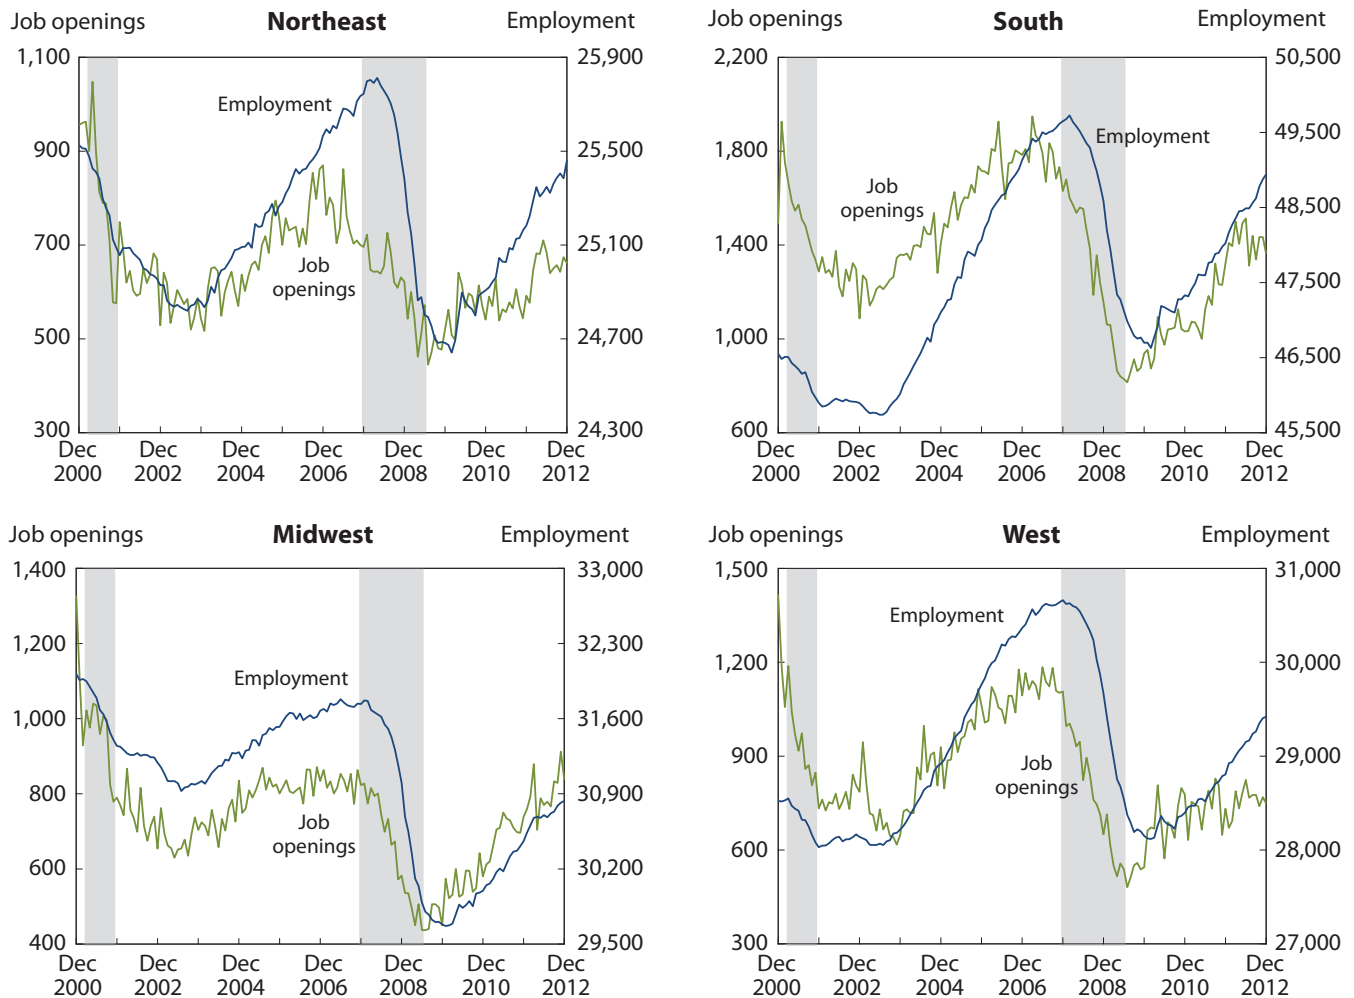 Job openings Northeast Employment
1,100 25,900
Employment
900 25,500
700 25,100
Job
openings
500 24,700
300 24,300
Dec Dec Dec Dec Dec Dec Dec
2000 2002 2004 2006 2008 2010 2012
Job openings South Employment
2,200 50,500
Employment
49,500
1,800
Job
openings
48,500
1,400
47,500
1,000
46,500
600 45,500
Dec Dec Dec Dec Dec Dec Dec
2000 2002 2004 2006 2008 2010 2012
Job openings Midwest Employment
1,400 33,000
1,200 32,300
Employment
1,000 31,600
800 30,900
Job
openings
600 30,200
400 29,500
Dec Dec Dec Dec Dec Dec Dec
2000 2002 2004 2006 2008 2010 2012
Job openings West Employment
1,500 31,000
Employment
1,200 30,000
900 29,000
Job
openings
600 28,000
300 27,000
Dec Dec Dec Dec Dec Dec Dec
2000 2002 2004 2006 2008 2010 2012